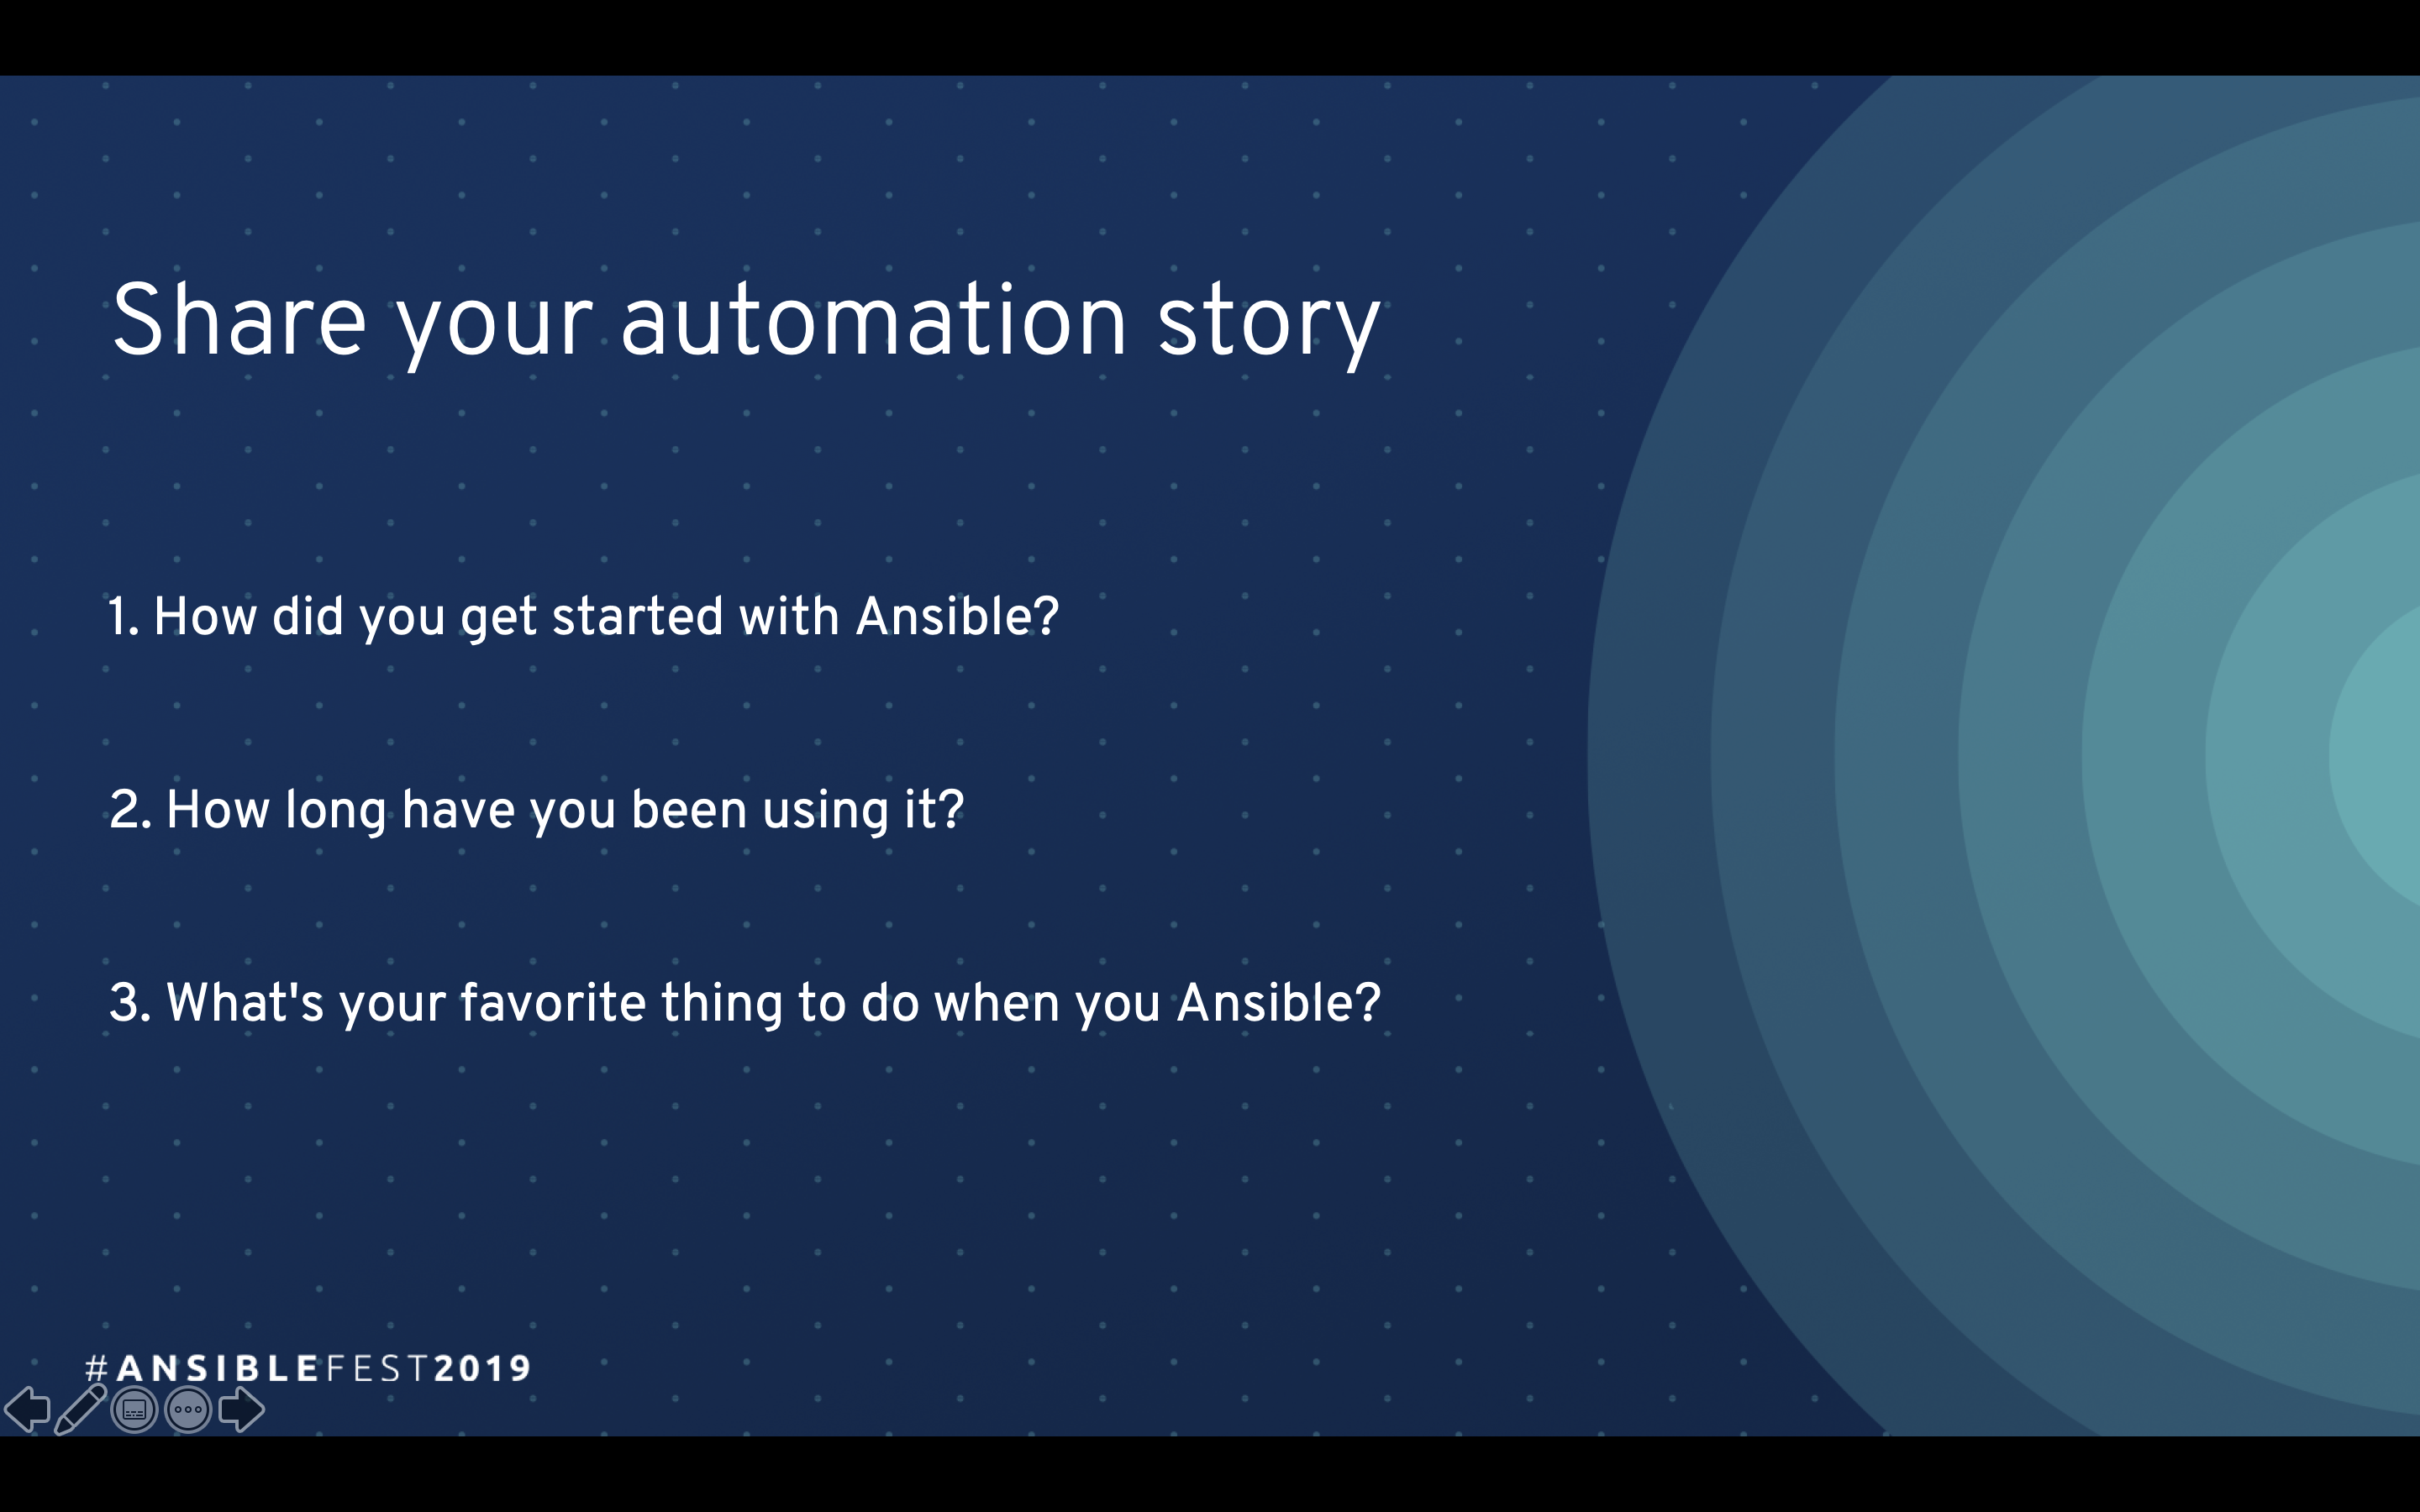 Share your automation story
1. How did you get started with Ansible?
2. How long have you been using it?
3. What's your favorite thing to do when you Ansible?
#ANSIBLEFEST2019